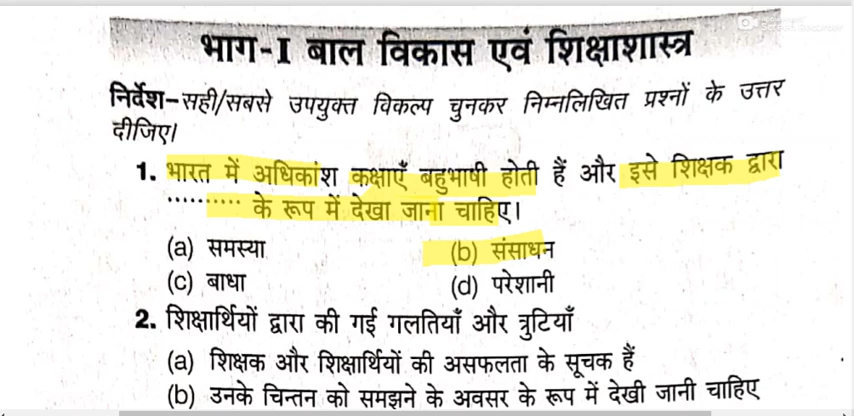 भाग-I बाल विकास एवं शिक्षाशास्त्र
निर्देश–सही/सबसे उपयुक्त विकल्प चुनकर निम्नलिखित प्रश्नों के उत्तर
दीजिए।
1. भारत में अधिकांश कक्षाएँ बहुभाषी होती हैं और इसे शिक्षक द्वारा
.......... के रूप में देखा जाना चाहिए।
(a) समस्या (b) संसाधन
(c) बाधा (d) परेशानी
2. शिक्षार्थियों द्वारा की गई गलतियाँ और त्रुटियाँ
(a) शिक्षक और शिक्षार्थियों की असफलता के सूचक हैं
(b) उनके चिन्तन को समझने के अवसर के रूप में देखी जानी चाहिए